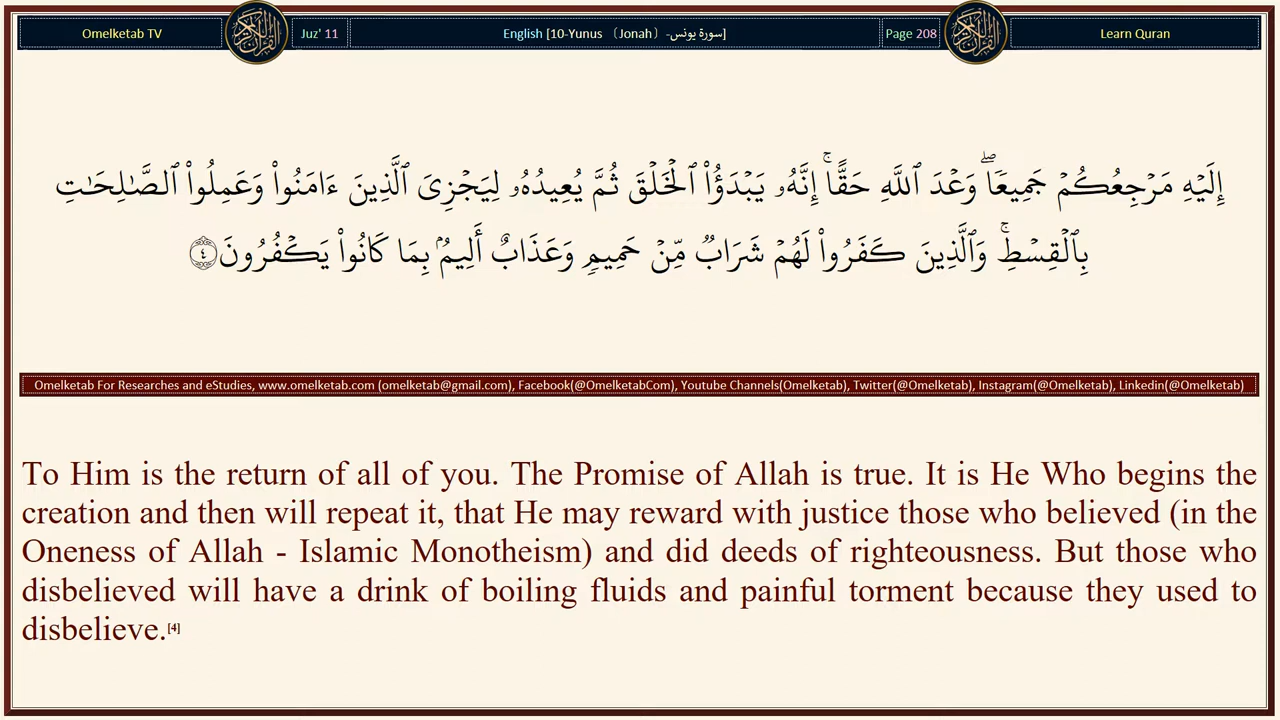 Omelketab TV
Juz' 11
English [10-Yunus （Jonah）-سورة يونس]
Page 208
Learn Quran
إِلَيۡهِ مَرۡجِعُكُمۡ جَمِيعٗاۖ وَعۡدَ ٱللَّهِ حَقًّاۚ إِنَّهُۥ يَبۡدَؤُاْ ٱلۡخَلۡقَ ثُمَّ يُعِيدُهُۥ لِيَجۡزِيَ ٱلَّذِينَ ءَامَنُواْ وَعَمِلُواْ ٱلصَّٰلِحَٰتِ
بِٱلۡقِسۡطِۚ وَٱلَّذِينَ كَفَرُواْ لَهُمۡ شَرَابٞ مِّنۡ حَمِيمٖ وَعَذَابٌ أَلِيمُۢ بِمَا كَانُواْ يَكۡفُرُونَ ٤
Omelketab For Researches and eStudies, www.omelketab.com (omelketab@gmail.com), Facebook(@OmelketabCom), Youtube Channels(Omelketab), Twitter(@Omelketab), Instagram(@Omelketab), Linkedin(@Omelketab)
To Him is the return of all of you. The Promise of Allah is true. It is He Who begins the
creation and then will repeat it, that He may reward with justice those who believed (in the
Oneness of Allah - Islamic Monotheism) and did deeds of righteousness. But those who
disbelieved will have a drink of boiling fluids and painful torment because they used to
disbelieve.[4]